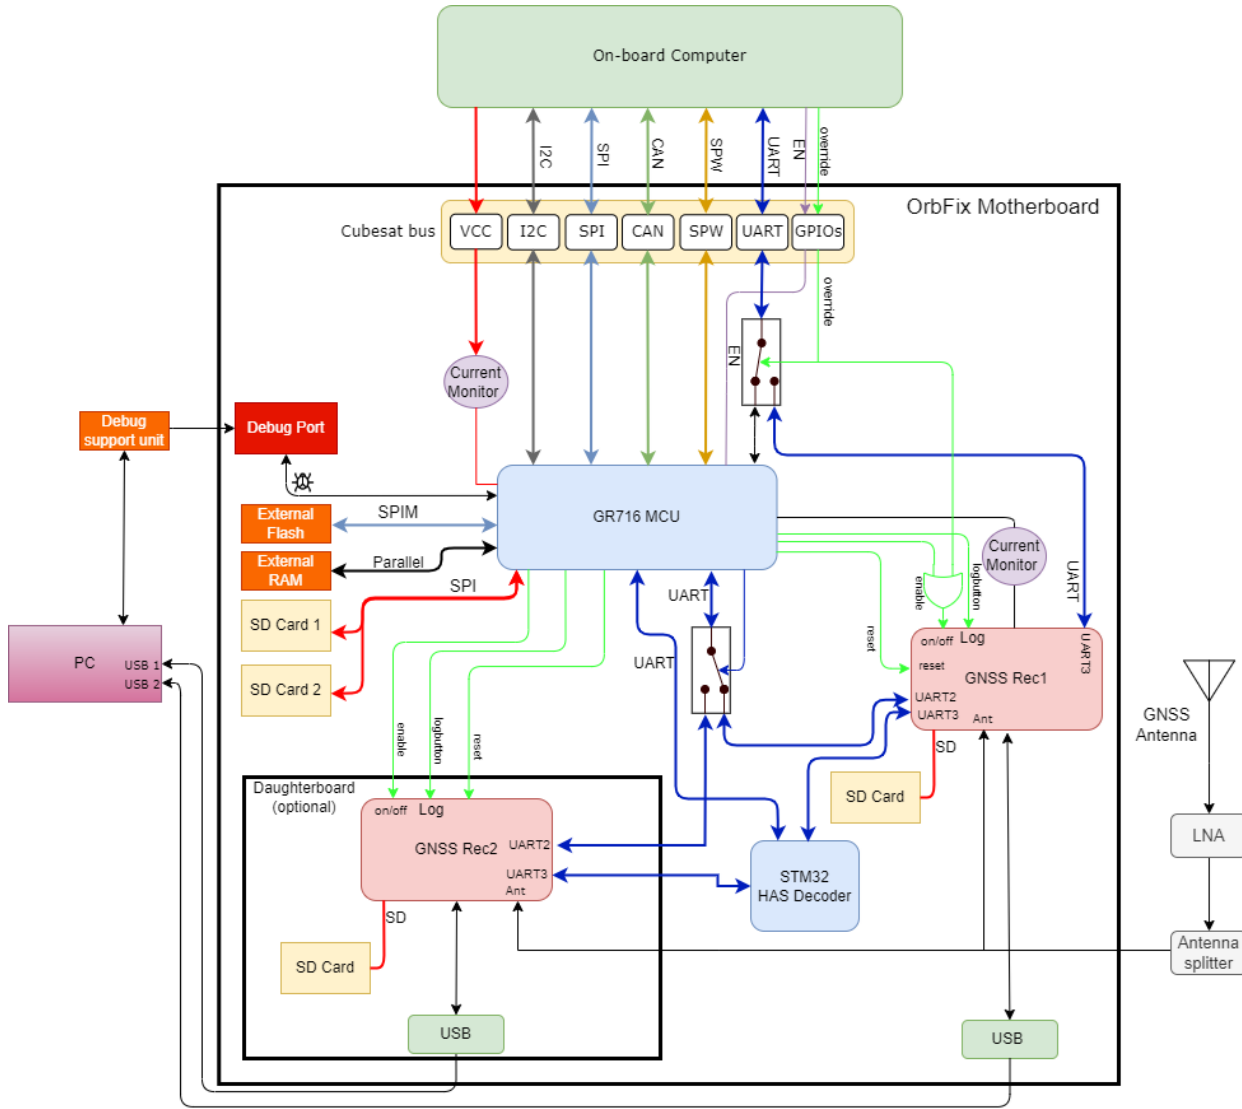 On-board Computer
I2C
SPI
CAN
SPW
UART
EN
override
OrbFix Motherboard
Cubesat bus
VCC
I2C
SPI
CAN
SPW
UART
GPIOs
override
EN
Current
Monitor
Debug
support unit
Debug Port
GR716 MCU
External
Flash
SPIM
External
RAM
Parallel
SPI
SD Card 1
SD Card 2
PC
USB 1
USB 2
UART
UART
Current
Monitor
enable
logbutton
reset
UART
on/off
Log
reset
GNSS Rec1
UART3
UART2
UART3
Ant
SD
SD Card
GNSS
Antenna
LNA
Antenna
splitter
enable
logbutton
reset
Daughterboard
(optional)
on/off
Log
GNSS Rec2
UART2
UART3
Ant
SD
SD Card
STM32
HAS Decoder
USB
USB